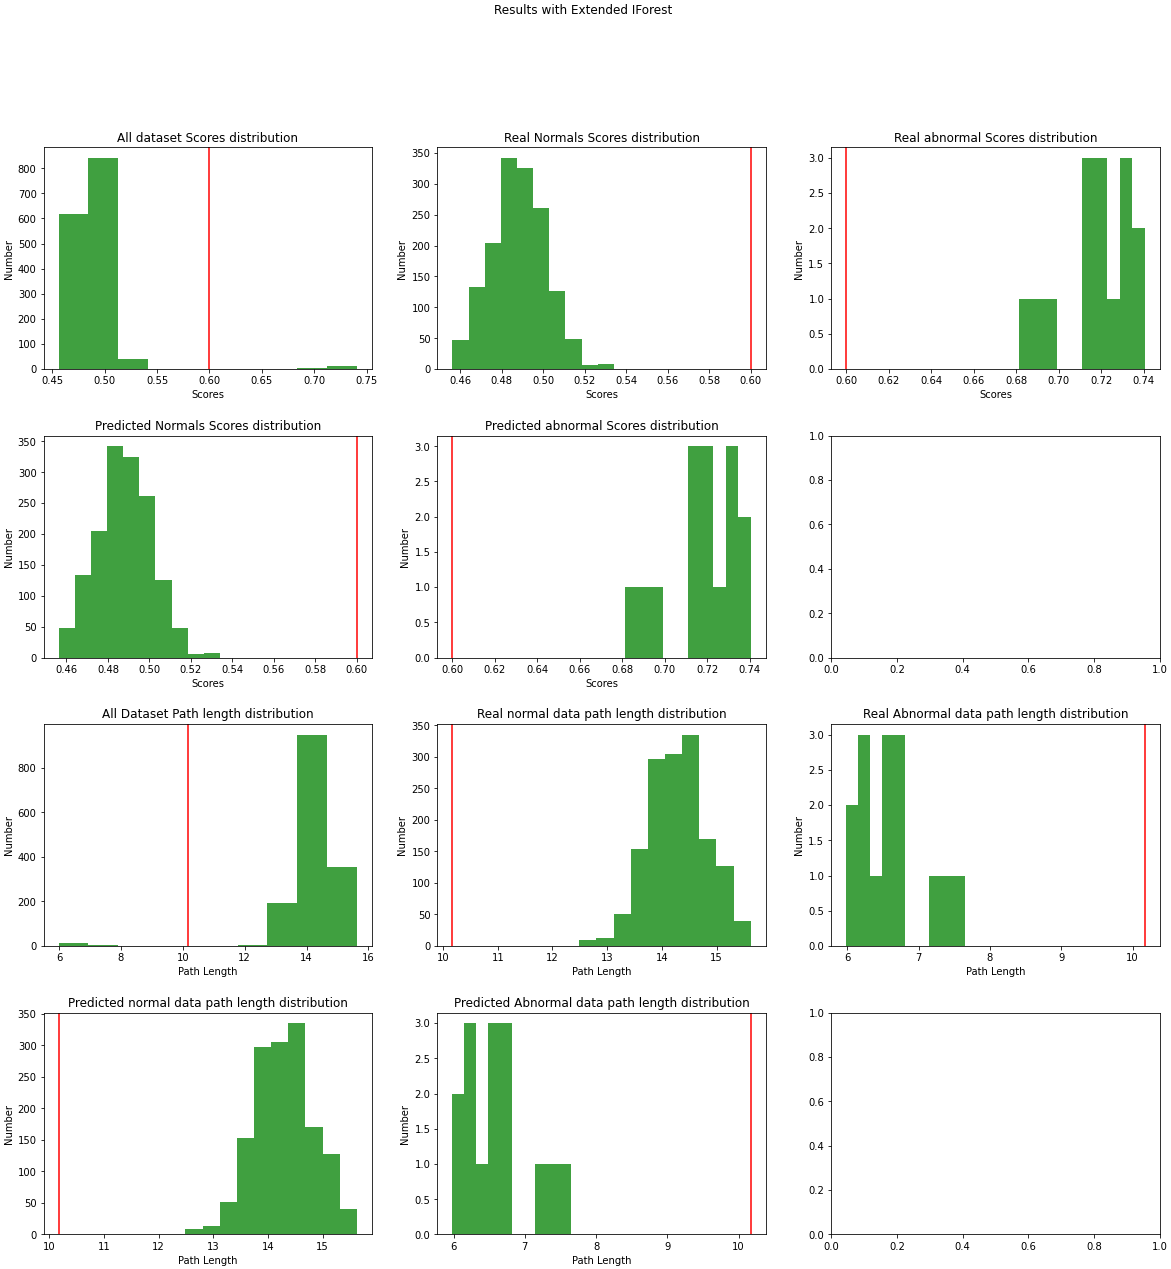 Results with Extended IForest
All dataset Scores distribution
Number
800
700
600
500
400
300
200
100
0
0.45 0.50 0.55 0.60 0.65 0.70 0.75
Scores
Real Normals Scores distribution
Number
350
300
250
200
150
100
50
0
0.46 0.48 0.50 0.52 0.54 0.56 0.58 0.60
Scores
Real abnormal Scores distribution
Number
3.0
2.5
2.0
1.5
1.0
0.5
0.0
0.60 0.62 0.64 0.66 0.68 0.70 0.72 0.74
Scores
Predicted Normals Scores distribution
Number
350
300
250
200
150
100
50
0
0.46 0.48 0.50 0.52 0.54 0.56 0.58 0.60
Scores
Predicted abnormal Scores distribution
Number
3.0
2.5
2.0
1.5
1.0
0.5
0.0
0.60 0.62 0.64 0.66 0.68 0.70 0.72 0.74
Scores
1.0
0.8
0.6
0.4
0.2
0.0
0.0 0.2 0.4 0.6 0.8 1.0
All Dataset Path length distribution
Number
800
600
400
200
0
6 8 10 12 14 16
Path Length
Real normal data path length distribution
Number
350
300
250
200
150
100
50
0
10 11 12 13 14 15
Path Length
Real Abnormal data path length distribution
Number
3.0
2.5
2.0
1.5
1.0
0.5
0.0
6 7 8 9 10
Path Length
Predicted normal data path length distribution
Number
350
300
250
200
150
100
50
0
10 11 12 13 14 15
Path Length
Predicted Abnormal data path length distribution
Number
3.0
2.5
2.0
1.5
1.0
0.5
0.0
6 7 8 9 10
Path Length
1.0
0.8
0.6
0.4
0.2
0.0
0.0 0.2 0.4 0.6 0.8 1.0